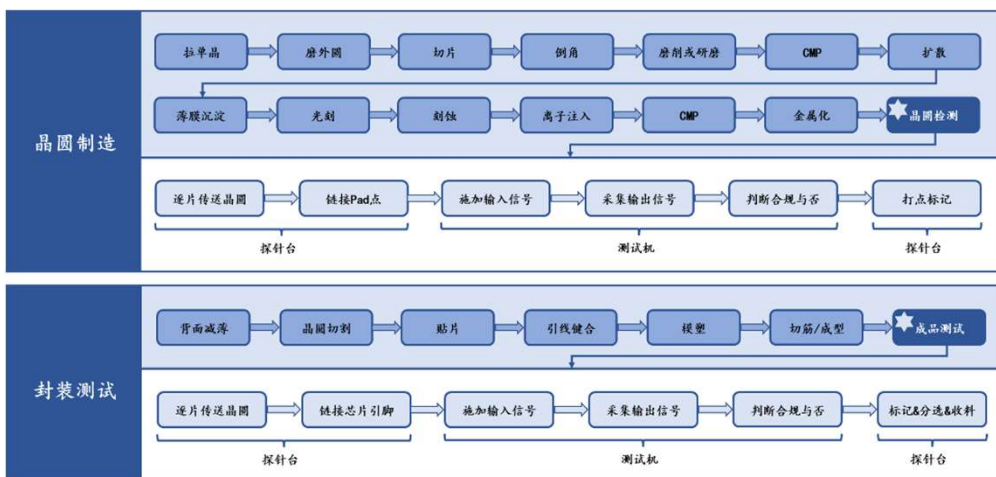 晶圆制造
拉单晶 磨外圆 切片 倒角 磨削或研磨 CMP 扩散
薄膜沉淀 光刻 刻蚀 离子注入 CMP 金属化 晶圆检测
逐片传送晶圆 链接Pad点 施加输入信号 采集输出信号 判断合规与否 打点标记
探针台 测试机 探针台
封装测试
背面减薄 晶圆切割 贴片 引线键合 模塑 切筋/成型 成品测试
逐片传送晶圆 链接芯片引脚 施加输入信号 采集输出信号 判断合规与否 标记&分选&收料
探针台 测试机 探针台